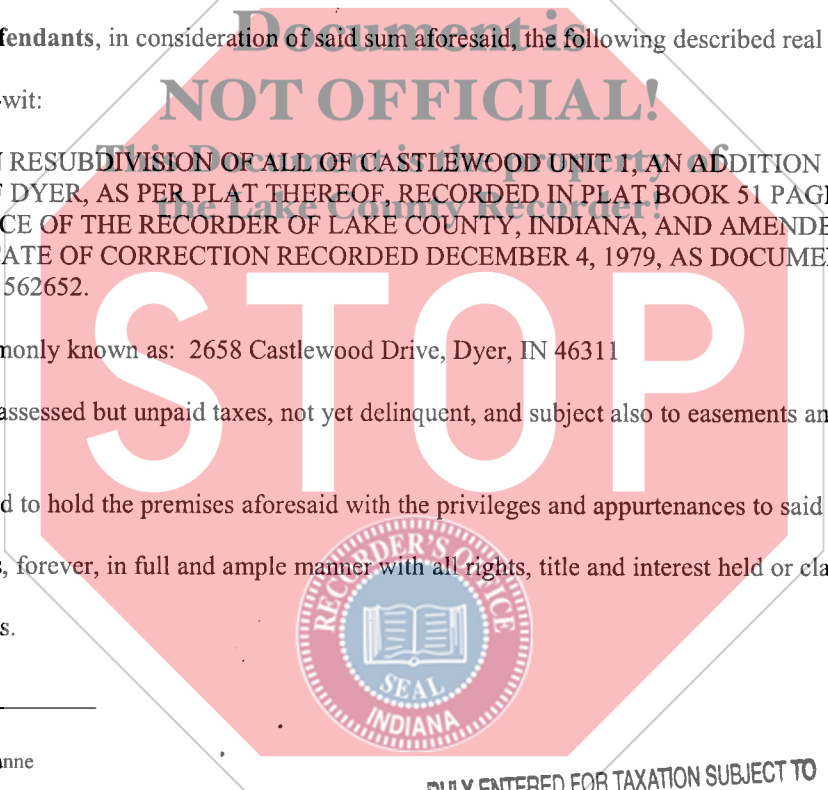 Document is
fendants, in consideration of said sum aforesaid, the following described real
wit:
NOT OFFICIAL!
This Document is the property of
RESUBDIVISION OF ALL OF CASTLEWOOD UNIT 1, AN ADDITION
DYER, AS PER PLAT THEREOF, RECORDED IN PLAT BOOK 51 PAG
the Lake County Recorder!
CE OF THE RECORDER OF LAKE COUNTY, INDIANA, AND AMENDE
ATE OF CORRECTION RECORDED DECEMBER 4, 1979, AS DOCUME
562652.
STOP
monly known as: 2658 Castlewood Drive, Dyer, IN 46311
assessed but unpaid taxes, not yet delinquent, and subject also to easements an
d to hold the premises aforesaid with the privileges and appurtenances to said
s, forever, in full and ample manner with all rights, title and interest held or cla
s.
RECORDER'S OFFICE
SEAL
INDIANA
anne
DULY ENTERED FOR TAXATION SUBJECT TO